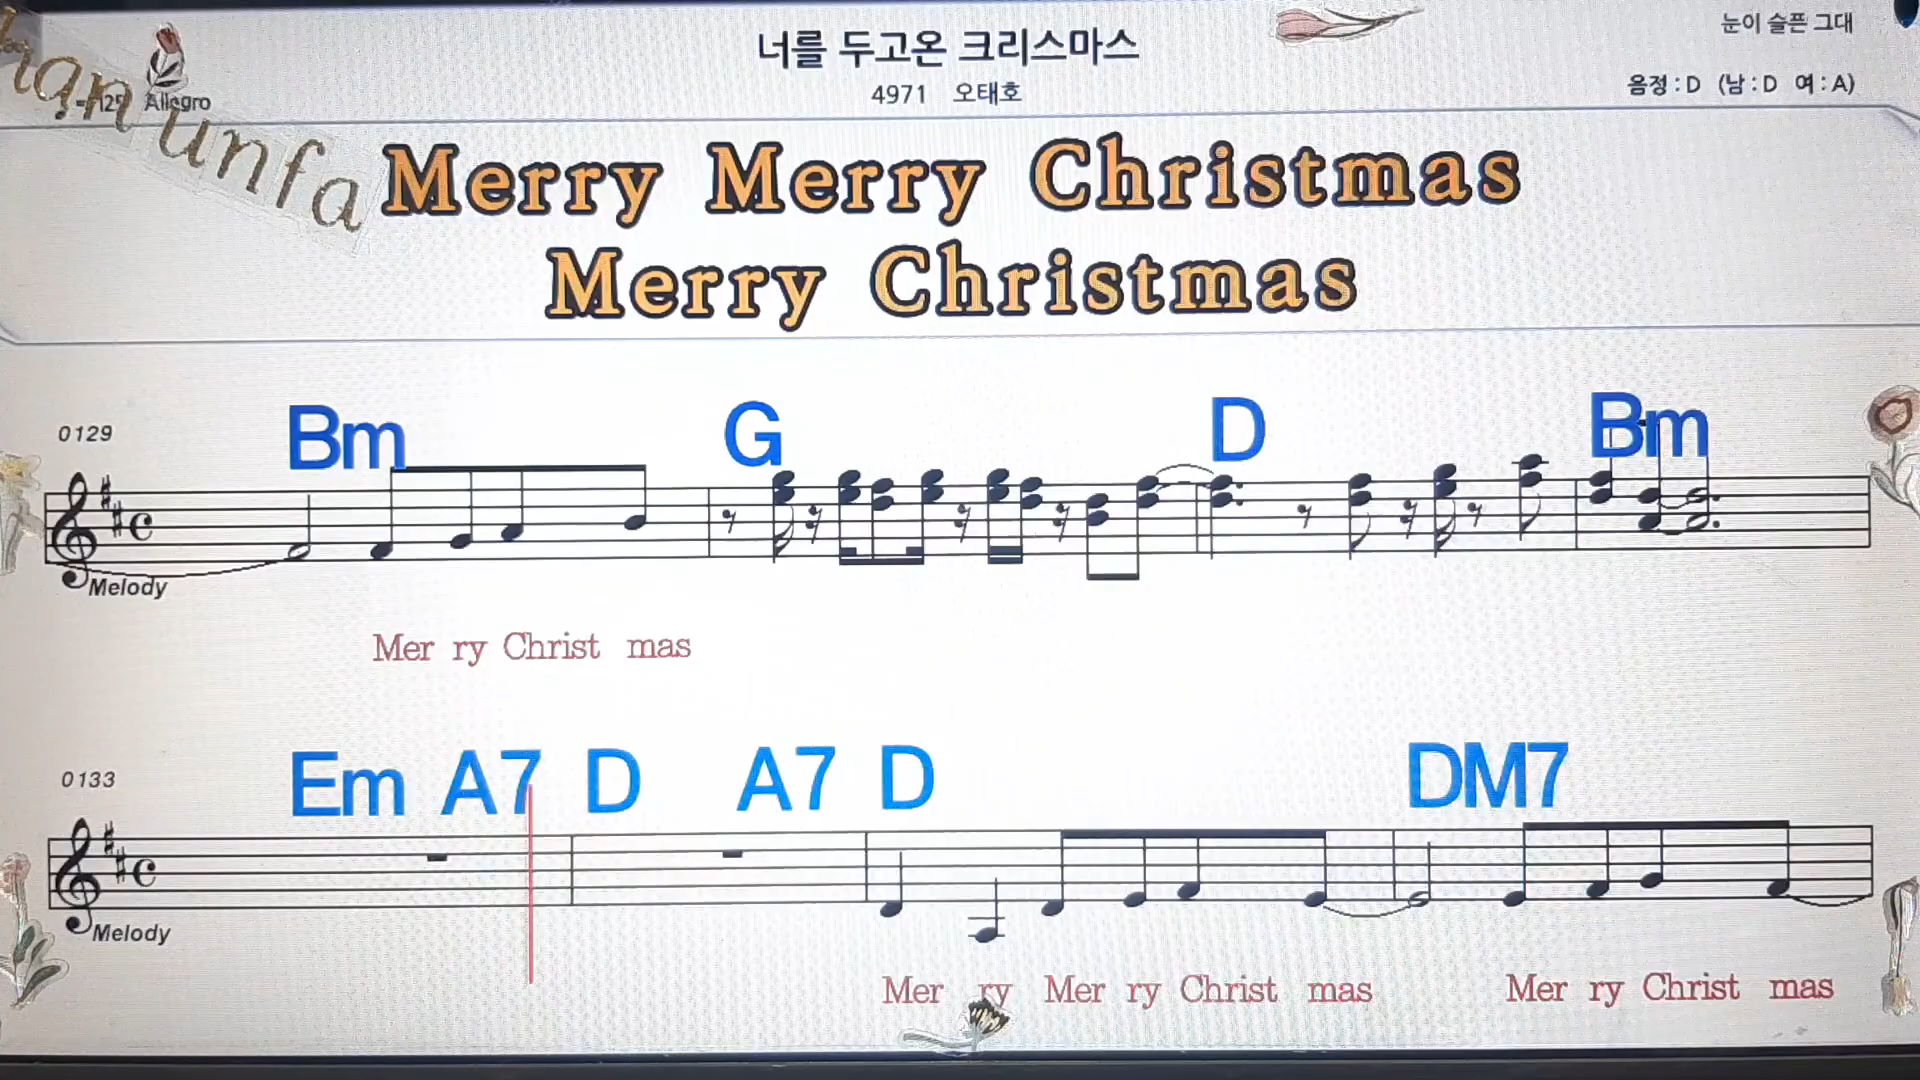 눈이 슬픈 그대
너를 두고온 크리스마스
4971 오태호
음정 : D (남 : D 여 : A)
Allegro
unfa
Merry Merry Christmas
Merry Christmas
Bm G D Bm
0129
Melody
Mer ry Christ mas
Em A7 D A7 D DM7
0133
Melody
Mer ry Mer ry Christ mas Mer ry Christ mas